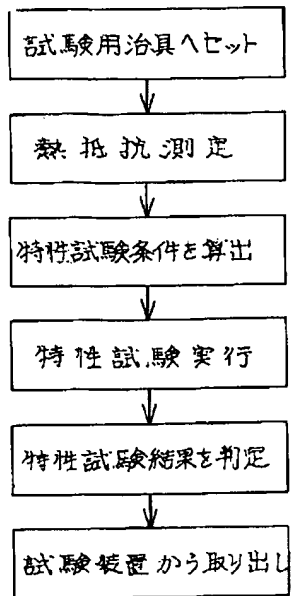 試験用治具へセット
熱抵抗測定
特性試験条件を算出
特性試験実行
特性試験結果を判定
試験装置から取り出し